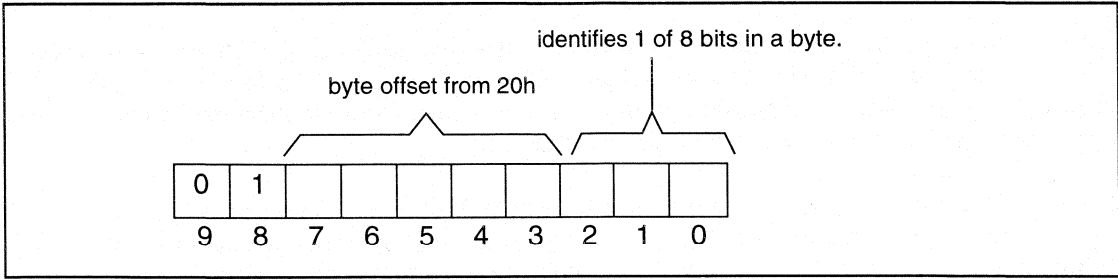 identifies 1 of 8 bits in a byte.
byte offset from 20h
0 1
9 8 7 6 5 4 3 2 1 0